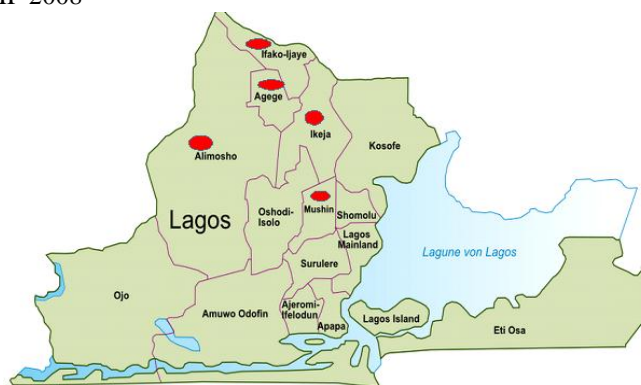 2008
Ifako-Ijaye
Agege
Ikeja
Alimosho
Kosofe
Mushin
Oshodi-
Isolo
Shomolu
Lagos
Lagos
Mainland
Lagune von Lagos
Surulere
Ojo
Amuwo Odofin
Ajeromi-
Ifelodun
Apapa
Lagos Island
Eti Osa